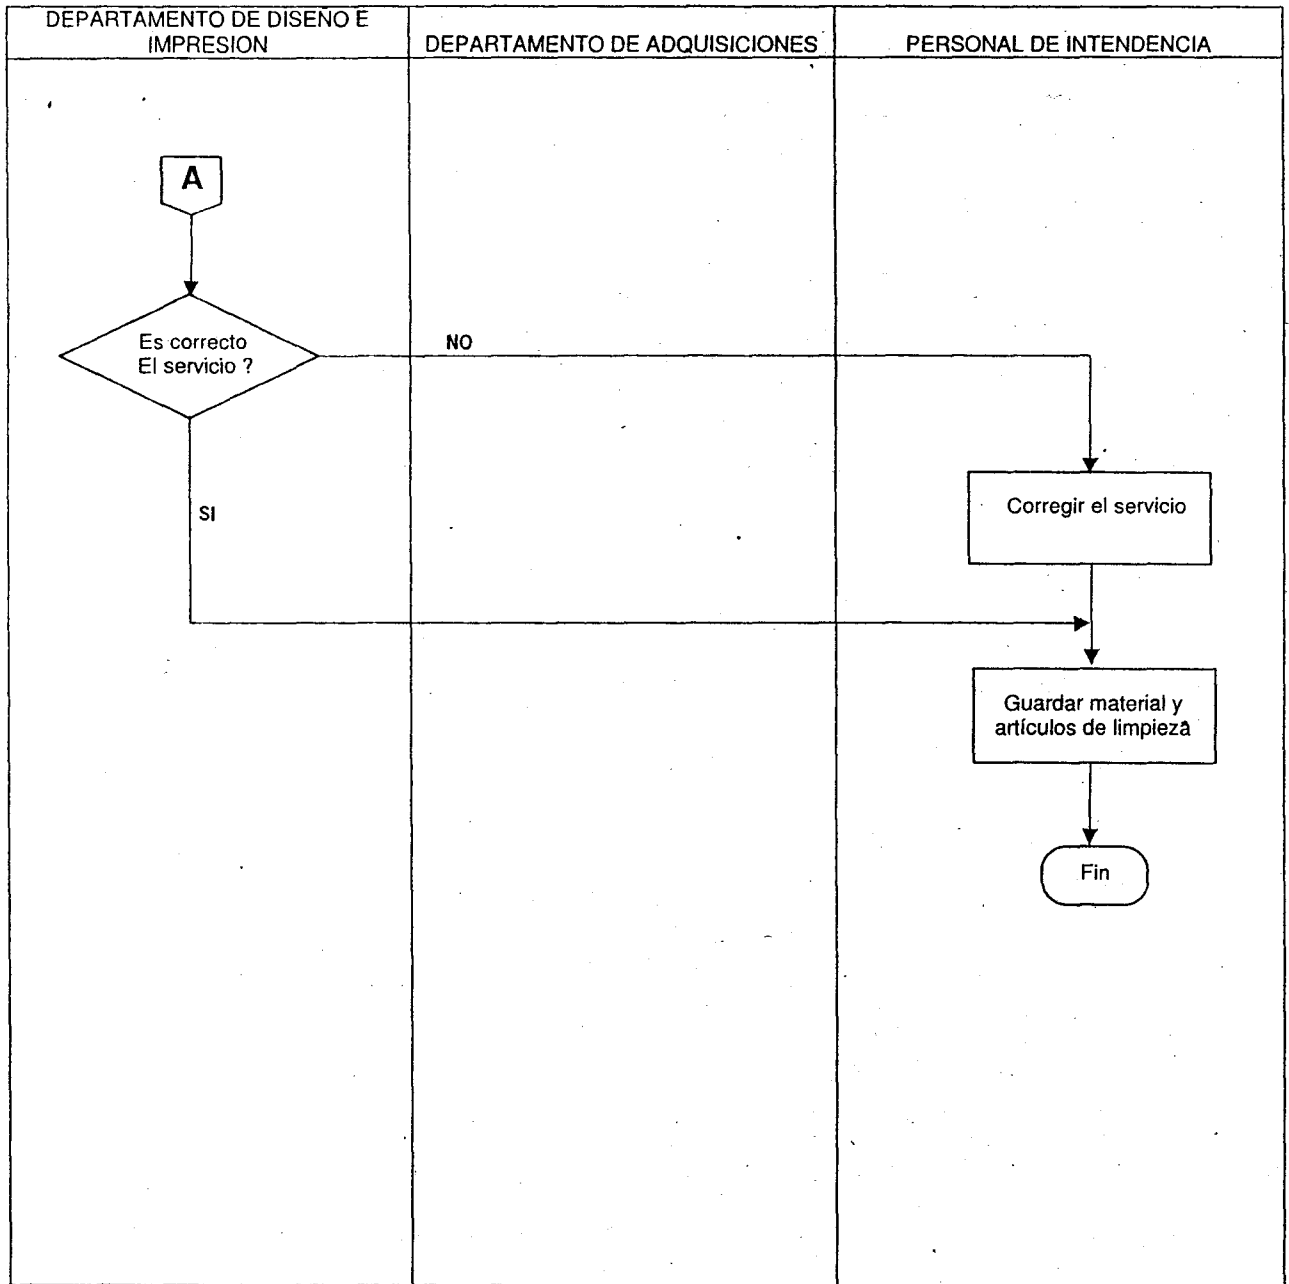 DEPARTAMENTO DE DISEÑO E
IMPRESION
DEPARTAMENTO DE ADQUISICIONES
PERSONAL DE INTENDENCIA
A
Es correcto
El servicio ?
NO
SI
Corregir el servicio
Guardar material y
artículos de limpieza
Fin